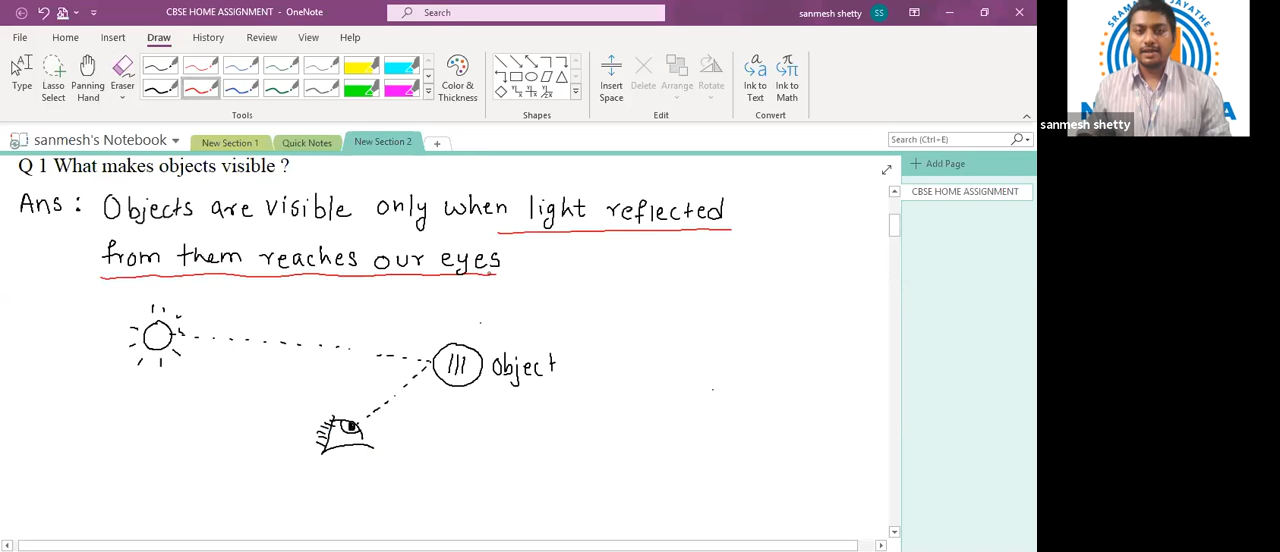 CBSE HOME ASSIGNMENT - OneNote
Search
sanmesh shetty
SS
File Home Insert Draw History Review View Help
Type
Lasso Select
Panning Hand
Eraser
Color & Thickness
Insert Space
Delete
Arrange
Rotate
Ink to Text
Ink to Math
Tools
Shapes
Edit
Convert
sanmesh's Notebook
New Section 1
Quick Notes
New Section 2
Search (Ctrl+E)
Add Page
CBSE HOME ASSIGNMENT
Q 1 What makes objects visible ?
Ans : Objects are visible only when light reflected
from them reaches our eyes
Object
sanmesh shetty